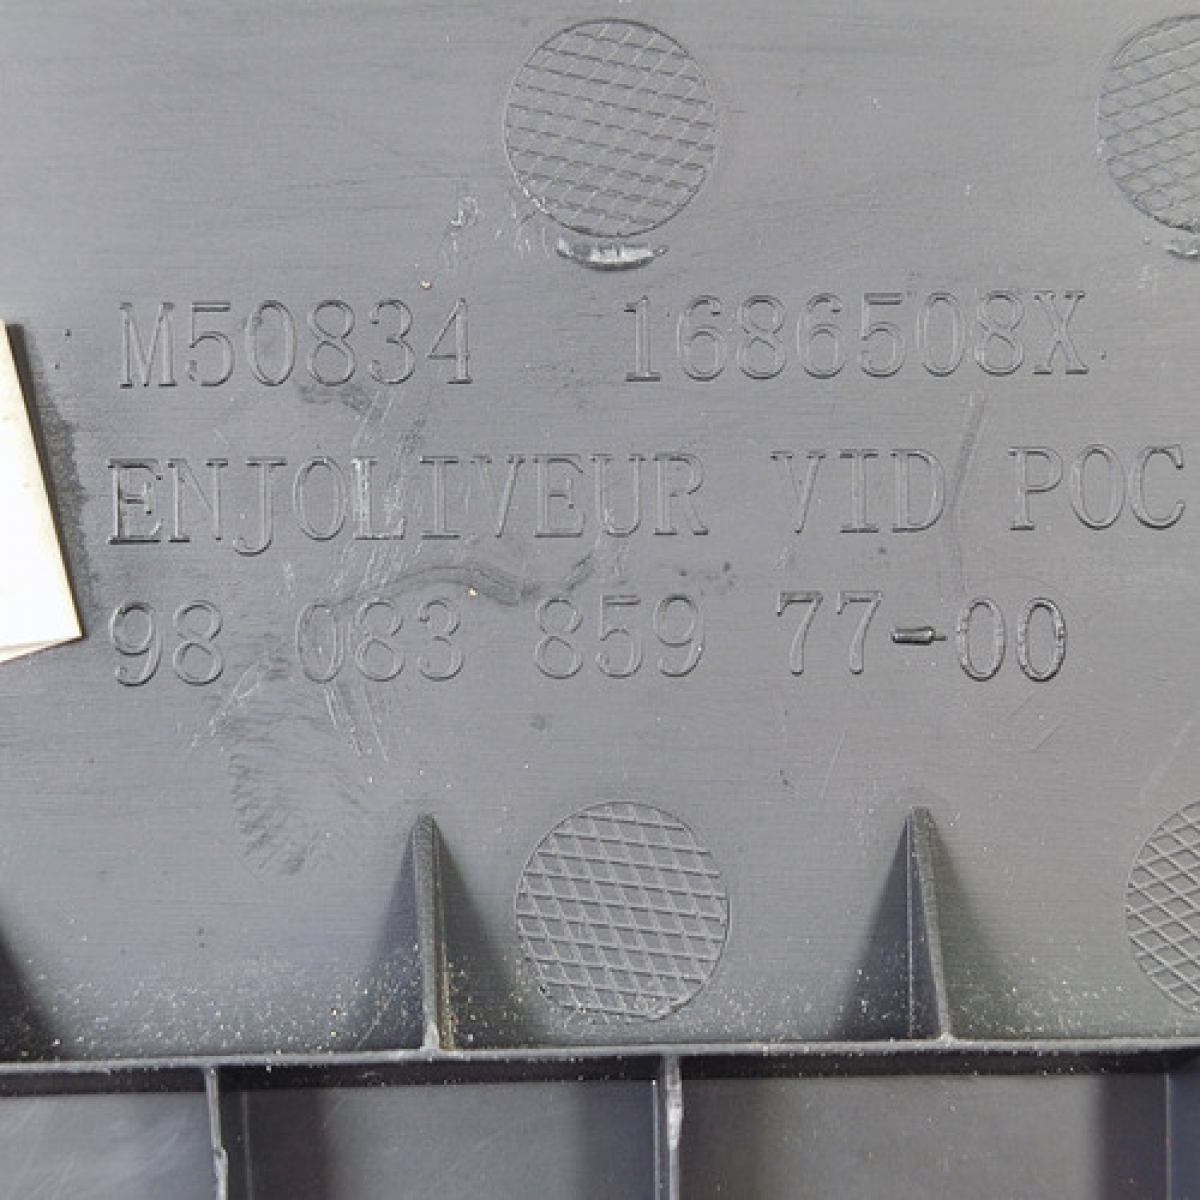 M50834 1686508X
ENJOLIVEUR VID POC
98 083 859 77-00